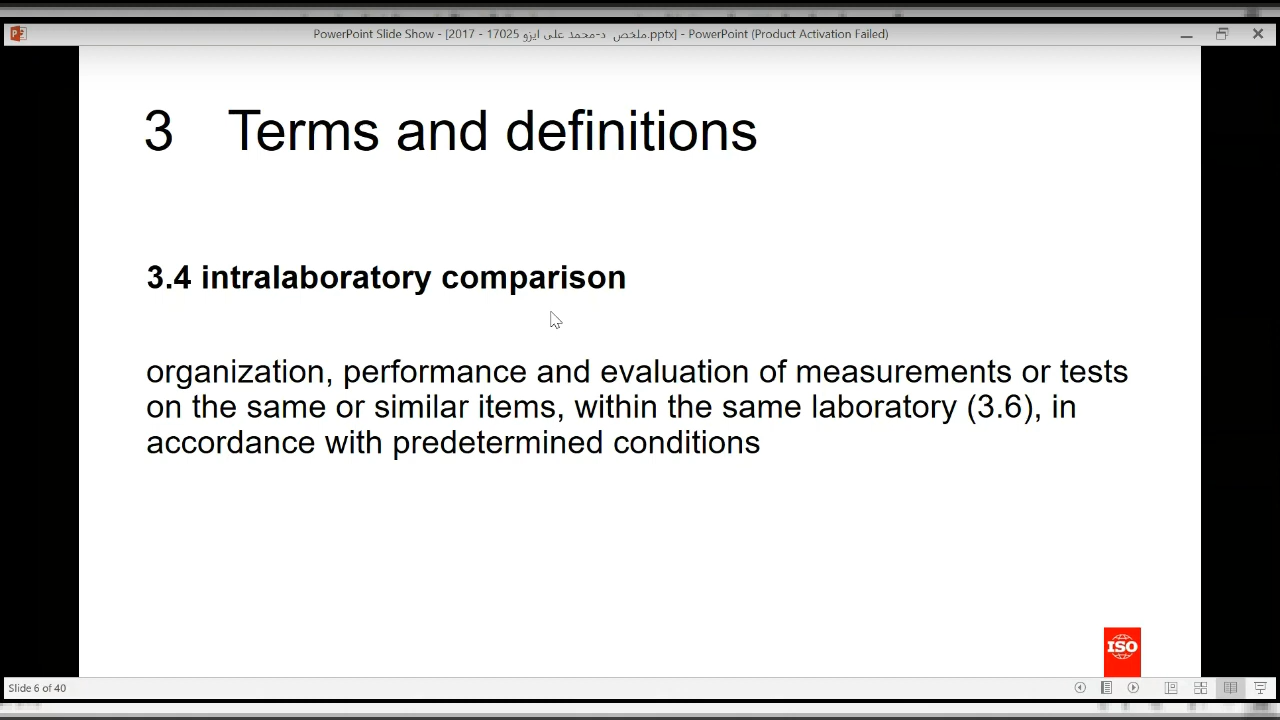 PowerPoint Slide Show - [2017 - 17025 ملخص د-محمد على ايزو.pptx] - PowerPoint (Product Activation Failed)
3 Terms and definitions
3.4 intralaboratory comparison
organization, performance and evaluation of measurements or tests
on the same or similar items, within the same laboratory (3.6), in
accordance with predetermined conditions
ISO
Slide 6 of 40